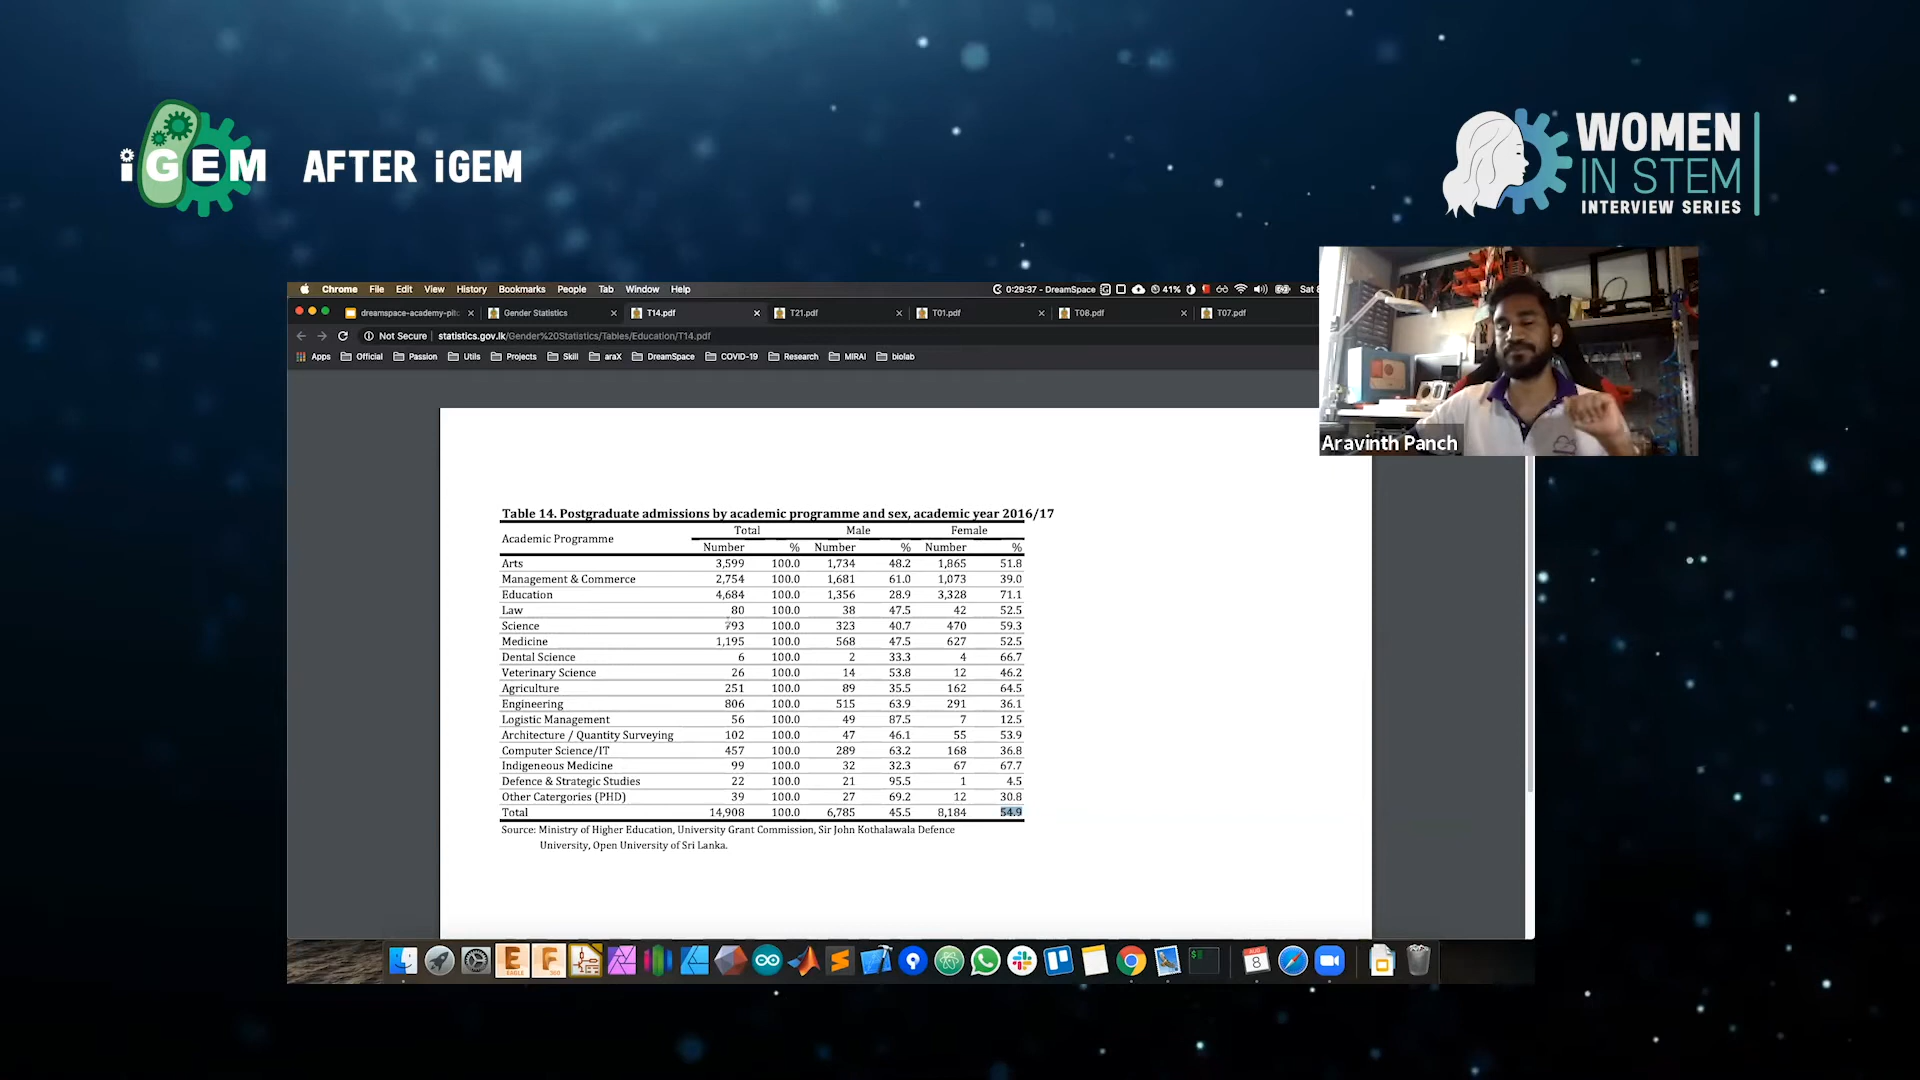 iGEM AFTER iGEM
WOMEN
IN STEM
INTERVIEW SERIES
Chrome File Edit View History Bookmarks People Tab Window Help
0:29:37 - DreamSpace 41% Sat 8
dreamspace-academy-pitc Gender Statistics T14.pdf T21.pdf T01.pdf T08.pdf T07.pdf
Not Secure statistics.gov.lk/Gender%20Statistics/Tables/Education/T14.pdf
Apps Official Passion Utils Projects Skill araX DreamSpace COVID-19 Research MIRAI biolab
Aravinth Panch
Table 14. Postgraduate admissions by academic programme and sex, academic year 2016/17
Academic Programme Total Male Female
Number % Number % Number %
Arts 3,599 100.0 1,734 48.2 1,865 51.8
Management & Commerce 2,754 100.0 1,681 61.0 1,073 39.0
Education 4,684 100.0 1,356 28.9 3,328 71.1
Law 80 100.0 38 47.5 42 52.5
Science 793 100.0 323 40.7 470 59.3
Medicine 1,195 100.0 568 47.5 627 52.5
Dental Science 6 100.0 2 33.3 4 66.7
Veterinary Science 26 100.0 14 53.8 12 46.2
Agriculture 251 100.0 89 35.5 162 64.5
Engineering 806 100.0 515 63.9 291 36.1
Logistic Management 56 100.0 49 87.5 7 12.5
Architecture / Quantity Surveying 102 100.0 47 46.1 55 53.9
Computer Science/IT 457 100.0 289 63.2 168 36.8
Indigeneous Medicine 99 100.0 32 32.3 67 67.7
Defence & Strategic Studies 22 100.0 21 95.5 1 4.5
Other Catergories (PHD) 39 100.0 27 69.2 12 30.8
Total 14,908 100.0 6,785 45.5 8,184 54.9
Source: Ministry of Higher Education, University Grant Commission, Sir John Kothalawala Defence
University, Open University of Sri Lanka.
E EAGLE F 360 AUG 8